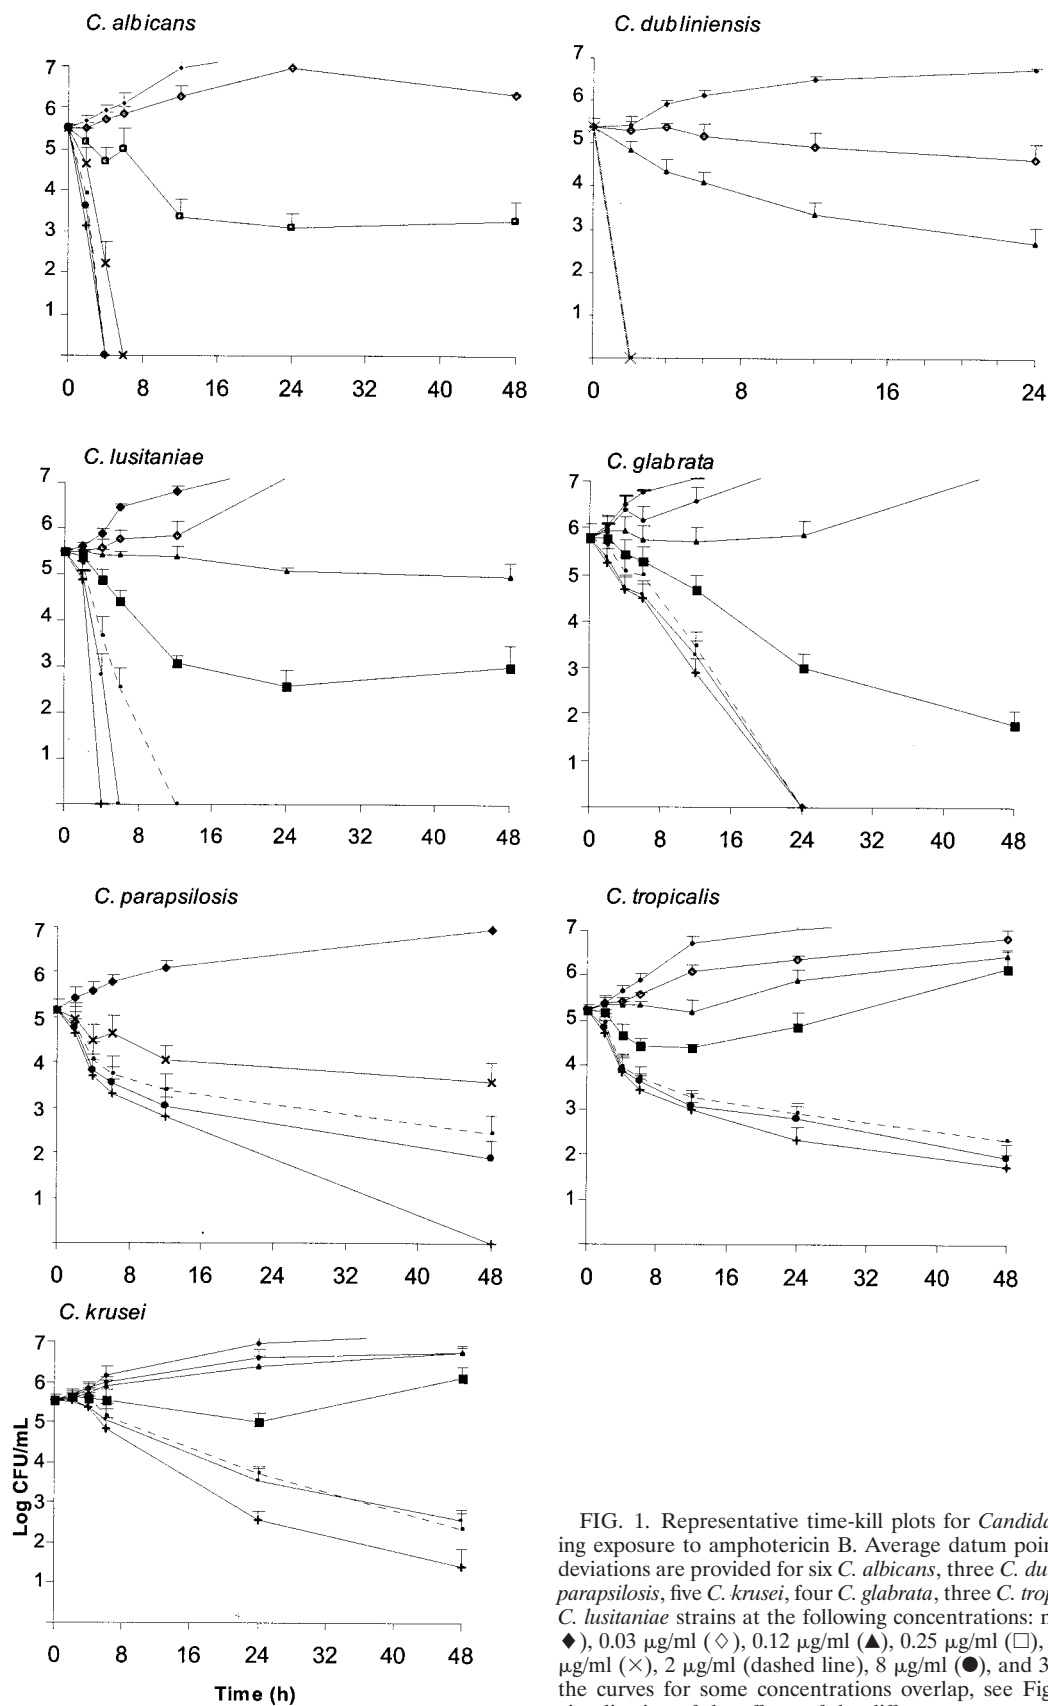 C. albicans
7
6
5
4
3
2
1
0 8 16 24 32 40 48
C. dubliniensis
7
6
5
4
3
2
1
0 8 16 24
C. lusitaniae
7
6
5
4
3
2
1
0 8 16 24 32 40 48
C. glabrata
7
6
5
4
3
2
1
0 8 16 24 32 40 48
C. parapsilosis
7
6
5
4
3
2
1
0 8 16 24 32 40 48
C. tropicalis
7
6
5
4
3
2
1
0 8 16 24 32 40 48
C. krusei
Log CFU/mL
7
6
5
4
3
2
1
0 8 16 24 32 40 48
Time (h)
FIG. 1. Representative time-kill plots for Candida
ing exposure to amphotericin B. Average datum poin
deviations are provided for six C. albicans, three C. du
parapsilosis, five C. krusei, four C. glabrata, three C. trop
C. lusitaniae strains at the following concentrations: n
◆), 0.03 μg/ml (◇), 0.12 μg/ml (▲), 0.25 μg/ml (□),
μg/ml (×), 2 μg/ml (dashed line), 8 μg/ml (●), and 3
the curves for some concentrations overlap, see Fig